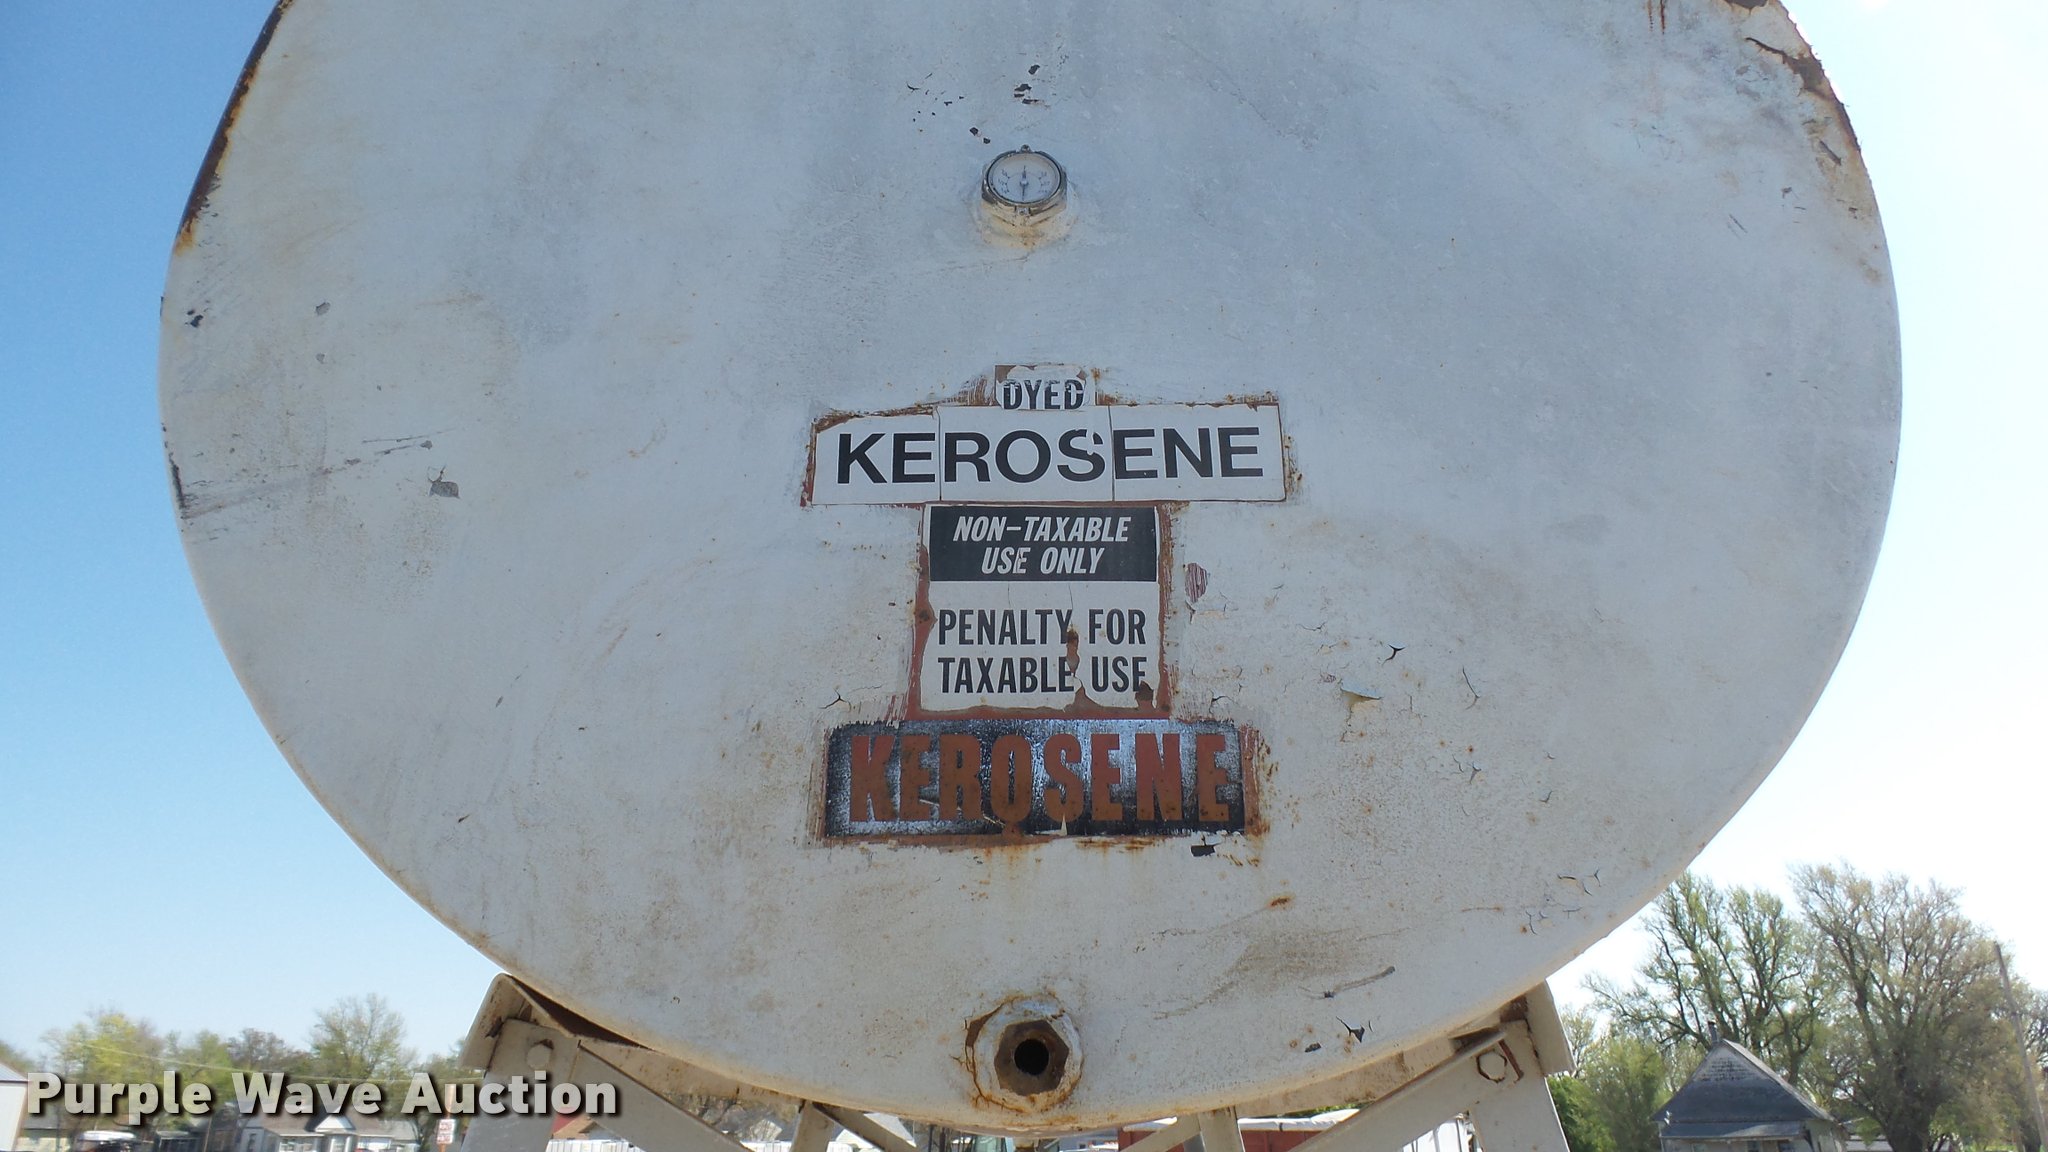 DYED
KEROSENE
NON-TAXABLE
USE ONLY
PENALTY FOR
TAXABLE USE
KEROSENE
Purple Wave Auction